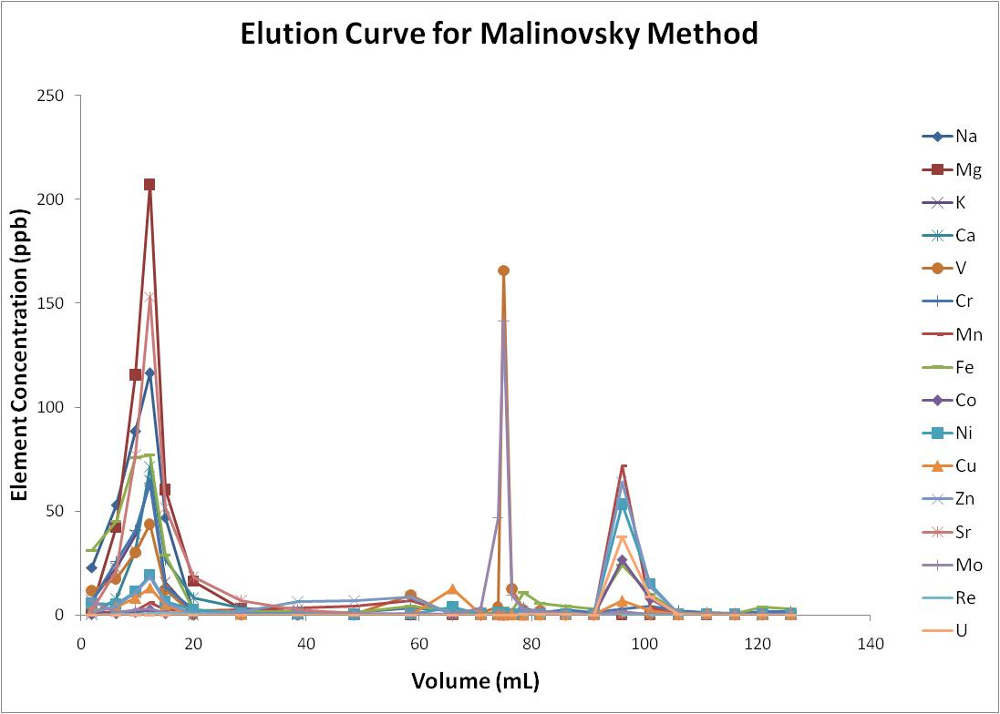 Elution Curve for Malinovsky Method
Element Concentration (ppb)
250
200
150
100
50
0
0 20 40 60 80 100 120 140
Volume (mL)
Na
Mg
K
Ca
V
Cr
Mn
Fe
Co
Ni
Cu
Zn
Sr
Mo
Re
U